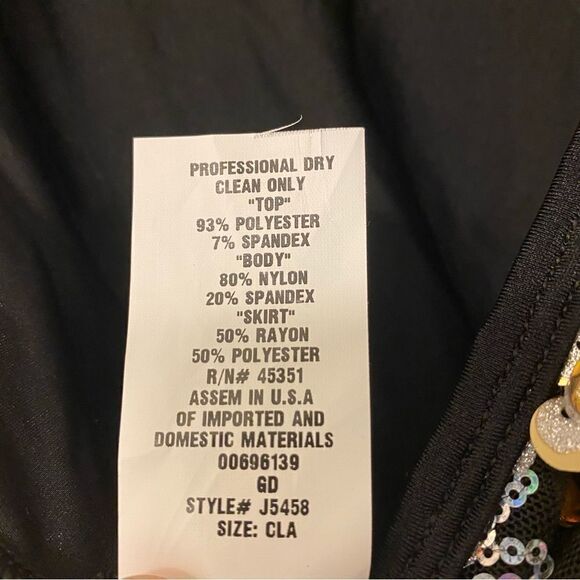 PROFESSIONAL DRY
CLEAN ONLY
"TOP"
93% POLYESTER
7% SPANDEX
"BODY"
80% NYLON
20% SPANDEX
"SKIRT"
50% RAYON
50% POLYESTER
R/N# 45351
ASSEM IN U.S.A
OF IMPORTED AND
DOMESTIC MATERIALS
00696139
GD
STYLE# J5458
SIZE: CLA